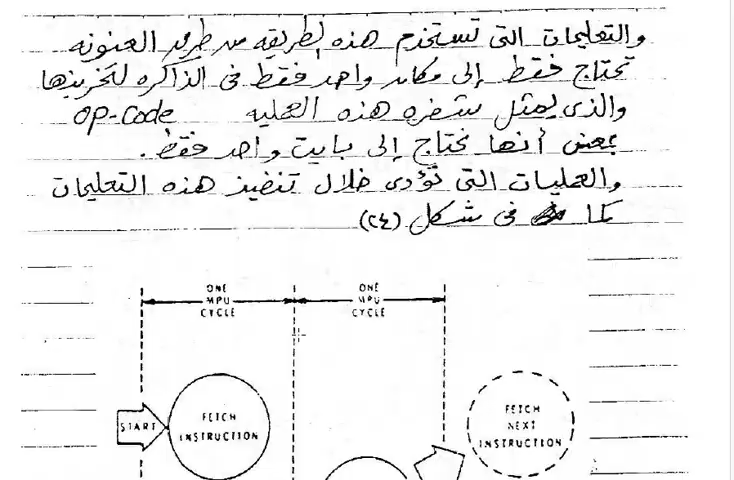 والتعليمات التى تستخدم هذه الطريقه من طرق العنونه
تحتاج فقط إلى مكان واحد فقط فى الذاكره لتخزينها
والذى يمثل شفره هذه العمليه OP-Code
بمعنى أنها تحتاج إلى بايت واحد فقط.
والعمليات التى تؤدى خلال تنفيذ هذه التعليمات
كما فى شكل (٢٤)
ONE MPU CYCLE
ONE MPU CYCLE
START
FETCH INSTRUCTION
FETCH NEXT INSTRUCTION